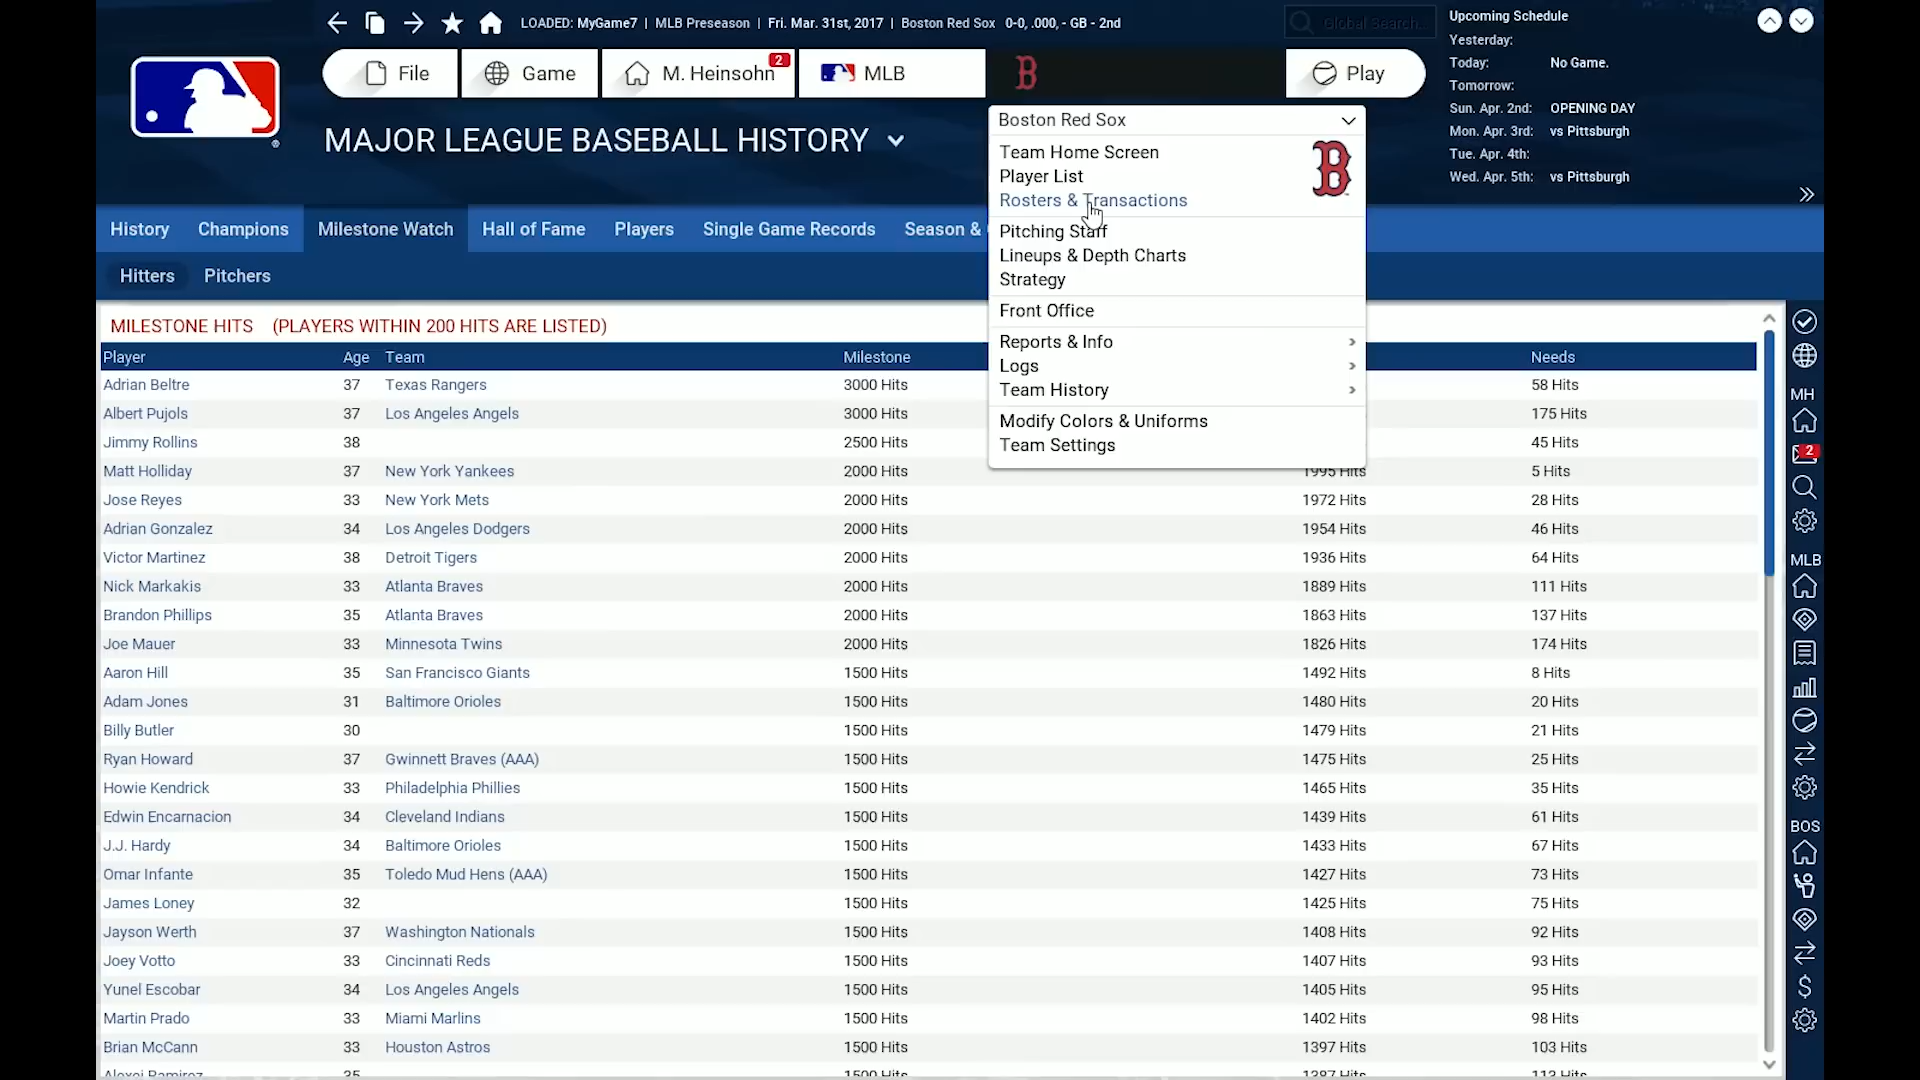 LOADED: MyGame7 | MLB Preseason | Fri. Mar. 31st, 2017 | Boston Red Sox 0-0, .000, - GB - 2nd
Global Search...
File
Game
M. Heinsohn
2
MLB
B
Play
Upcoming Schedule
Yesterday:
Today: No Game.
Tomorrow:
Sun. Apr. 2nd: OPENING DAY
Mon. Apr. 3rd: vs Pittsburgh
Tue. Apr. 4th:
Wed. Apr. 5th: vs Pittsburgh
MAJOR LEAGUE BASEBALL HISTORY
Boston Red Sox
Team Home Screen
B
Player List
Rosters & Transactions
Pitching Staff
Lineups & Depth Charts
Strategy
Front Office
Reports & Info
Logs
Team History
Modify Colors & Uniforms
Team Settings
History Champions Milestone Watch Hall of Fame Players Single Game Records Season &
Hitters Pitchers
MILESTONE HITS (PLAYERS WITHIN 200 HITS ARE LISTED)
Player Age Team Milestone Needs
Adrian Beltre 37 Texas Rangers 3000 Hits 58 Hits
Albert Pujols 37 Los Angeles Angels 3000 Hits 175 Hits
Jimmy Rollins 38 2500 Hits 45 Hits
Matt Holliday 37 New York Yankees 2000 Hits 1995 Hits 5 Hits
Jose Reyes 33 New York Mets 2000 Hits 1972 Hits 28 Hits
Adrian Gonzalez 34 Los Angeles Dodgers 2000 Hits 1954 Hits 46 Hits
Victor Martinez 38 Detroit Tigers 2000 Hits 1936 Hits 64 Hits
Nick Markakis 33 Atlanta Braves 2000 Hits 1889 Hits 111 Hits
Brandon Phillips 35 Atlanta Braves 2000 Hits 1863 Hits 137 Hits
Joe Mauer 33 Minnesota Twins 2000 Hits 1826 Hits 174 Hits
Aaron Hill 35 San Francisco Giants 1500 Hits 1492 Hits 8 Hits
Adam Jones 31 Baltimore Orioles 1500 Hits 1480 Hits 20 Hits
Billy Butler 30 1500 Hits 1479 Hits 21 Hits
Ryan Howard 37 Gwinnett Braves (AAA) 1500 Hits 1475 Hits 25 Hits
Howie Kendrick 33 Philadelphia Phillies 1500 Hits 1465 Hits 35 Hits
Edwin Encarnacion 34 Cleveland Indians 1500 Hits 1439 Hits 61 Hits
J.J. Hardy 34 Baltimore Orioles 1500 Hits 1433 Hits 67 Hits
Omar Infante 35 Toledo Mud Hens (AAA) 1500 Hits 1427 Hits 73 Hits
James Loney 32 1500 Hits 1425 Hits 75 Hits
Jayson Werth 37 Washington Nationals 1500 Hits 1408 Hits 92 Hits
Joey Votto 33 Cincinnati Reds 1500 Hits 1407 Hits 93 Hits
Yunel Escobar 34 Los Angeles Angels 1500 Hits 1405 Hits 95 Hits
Martin Prado 33 Miami Marlins 1500 Hits 1402 Hits 98 Hits
Brian McCann 33 Houston Astros 1500 Hits 1397 Hits 103 Hits
Alexei Ramirez 35 1500 Hits 1387 Hits 113 Hits
MH
2
MLB
BOS
$